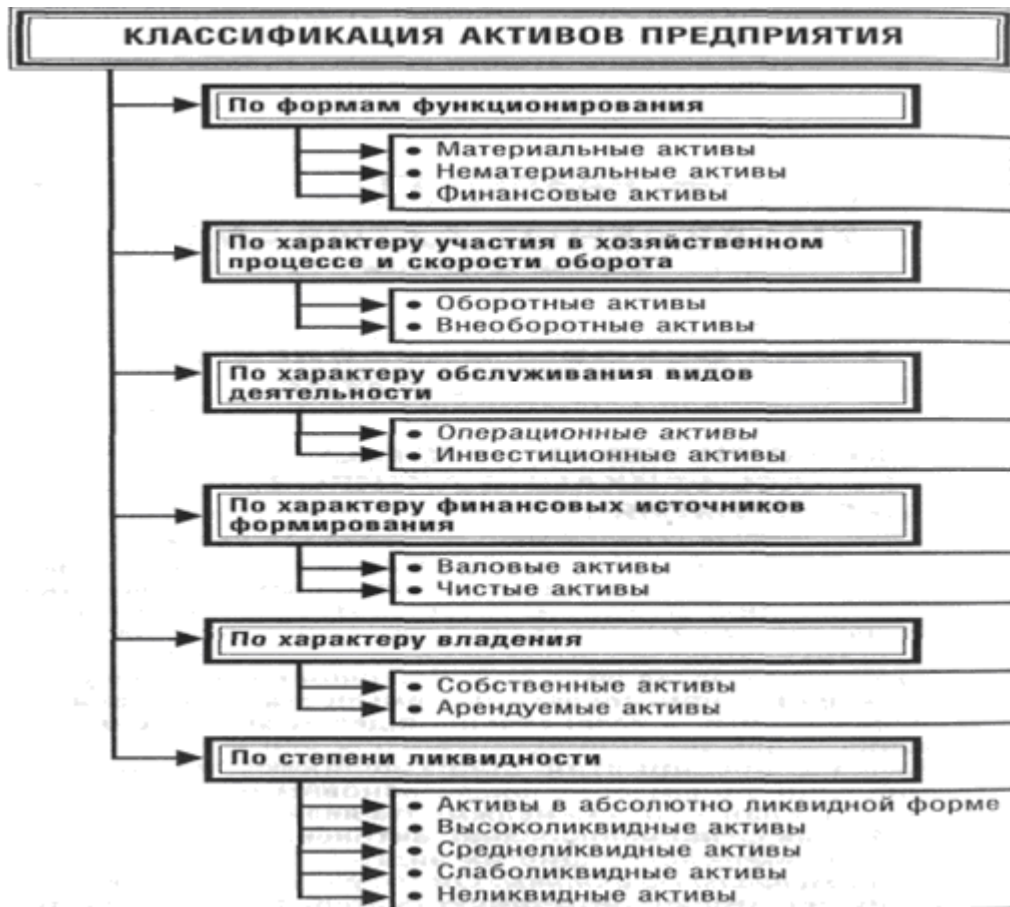 КЛАССИФИКАЦИЯ АКТИВОВ ПРЕДПРИЯТИЯ
По формам функционирования
• Материальные активы
• Нематериальные активы
• Финансовые активы
По характеру участия в хозяйственном
процессе и скорости оборота
• Оборотные активы
• Внеоборотные активы
По характеру обслуживания видов
деятельности
• Операционные активы
• Инвестиционные активы
По характеру финансовых источников
формирования
• Валовые активы
• Чистые активы
По характеру владения
• Собственные активы
• Арендуемые активы
По степени ликвидности
• Активы в абсолютно ликвидной форме
• Высоколиквидные активы
• Среднеликвидные активы
• Слаболиквидные активы
• Неликвидные активы